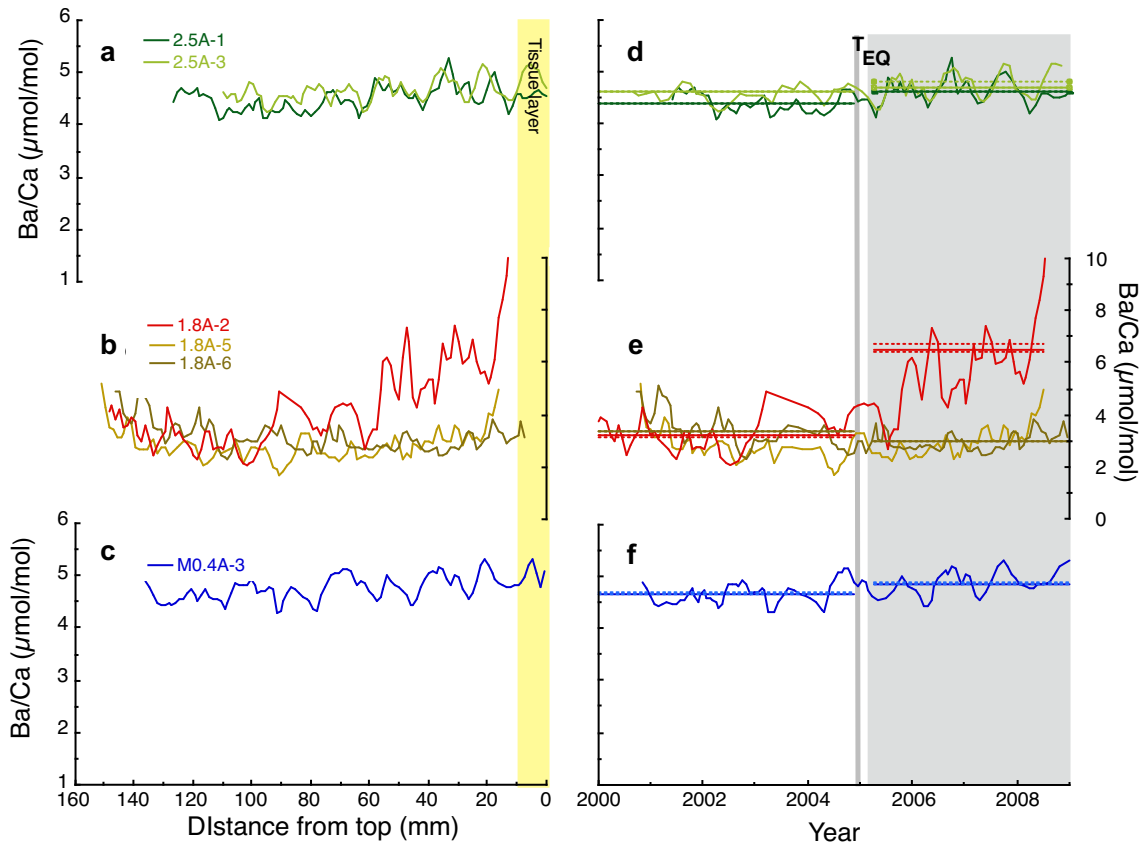 6
5
4
3
2
1
Ba/Ca (µmol/mol)
a
2.5A-1
2.5A-3
Tissue layer
d
TEQ
b
1.8A-2
1.8A-5
1.8A-6
e
10
8
6
4
2
0
Ba/Ca (µmol/mol)
6
5
4
3
2
1
Ba/Ca (µmol/mol)
c
M0.4A-3
f
160 140 120 100 80 60 40 20 0
DIstance from top (mm)
2000 2002 2004 2006 2008
Year